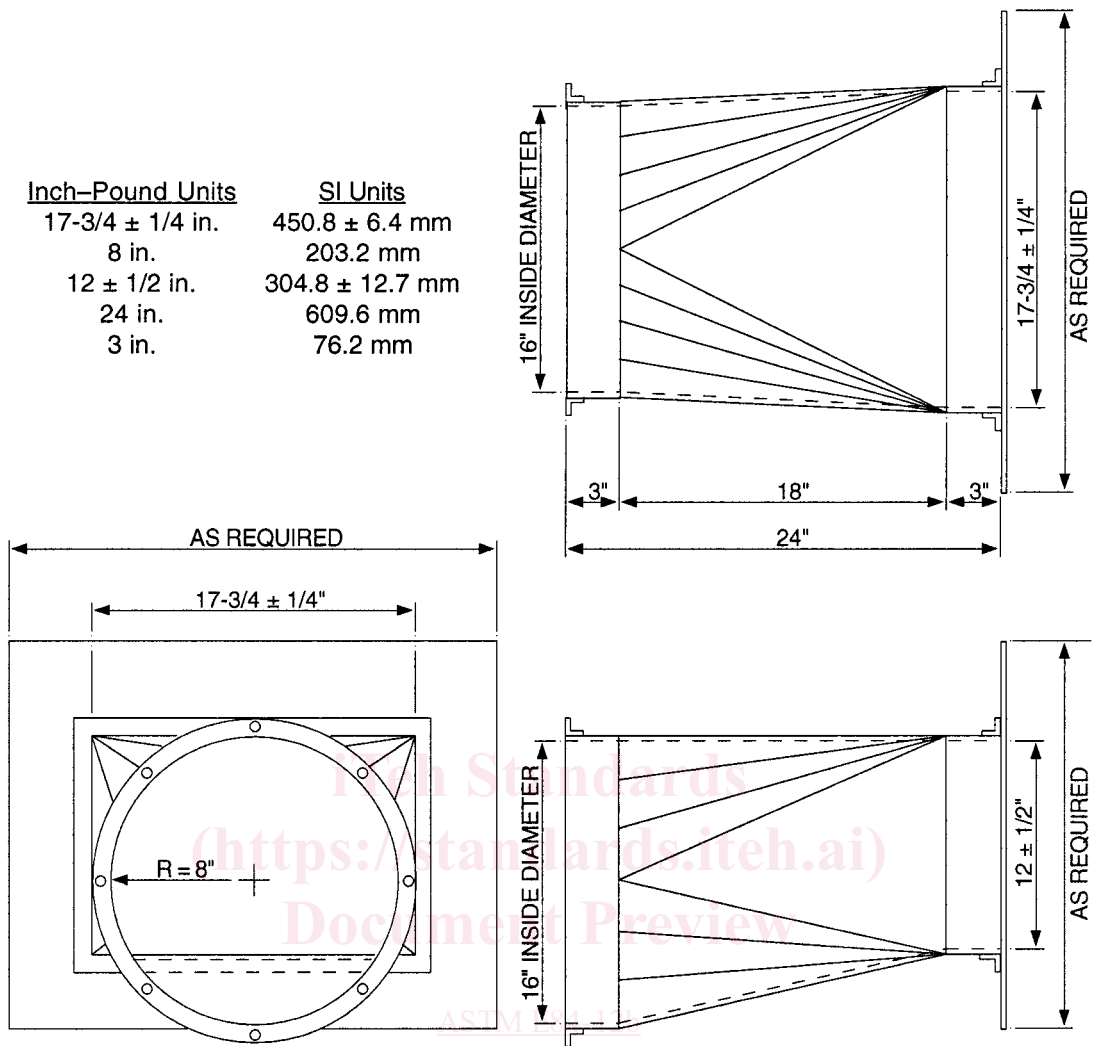 Inch–Pound Units SI Units
17-3/4 ± 1/4 in. 450.8 ± 6.4 mm
8 in. 203.2 mm
12 ± 1/2 in. 304.8 ± 12.7 mm
24 in. 609.6 mm
3 in. 76.2 mm
16" INSIDE DIAMETER
17-3/4 ± 1/4"
AS REQUIRED
3" 18" 3"
24"
AS REQUIRED
17-3/4 ± 1/4"
R = 8"
16" INSIDE DIAMETER
12 ± 1/2"
AS REQUIRED
iTeh Standards
(https://standards.iteh.ai)
Document Preview
ASTM E84-12b